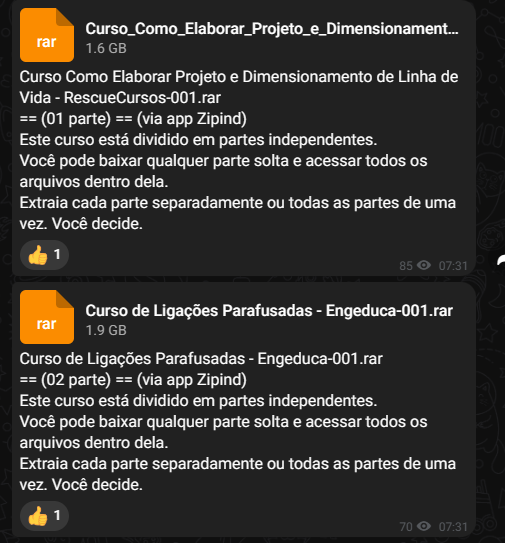 rar
Curso_Como_Elaborar_Projeto_e_Dimensionament...
1.6 GB
Curso Como Elaborar Projeto e Dimensionamento de Linha de
Vida - RescueCursos-001.rar
== (01 parte) == (via app Zipind)
Este curso está dividido em partes independentes.
Você pode baixar qualquer parte solta e acessar todos os
arquivos dentro dela.
Extraia cada parte separadamente ou todas as partes de uma
vez. Você decide.
1
85 07:31
rar
Curso de Ligações Parafusadas - Engeduca-001.rar
1.9 GB
Curso de Ligações Parafusadas - Engeduca-001.rar
== (02 parte) == (via app Zipind)
Este curso está dividido em partes independentes.
Você pode baixar qualquer parte solta e acessar todos os
arquivos dentro dela.
Extraia cada parte separadamente ou todas as partes de uma
vez. Você decide.
1
70 07:31